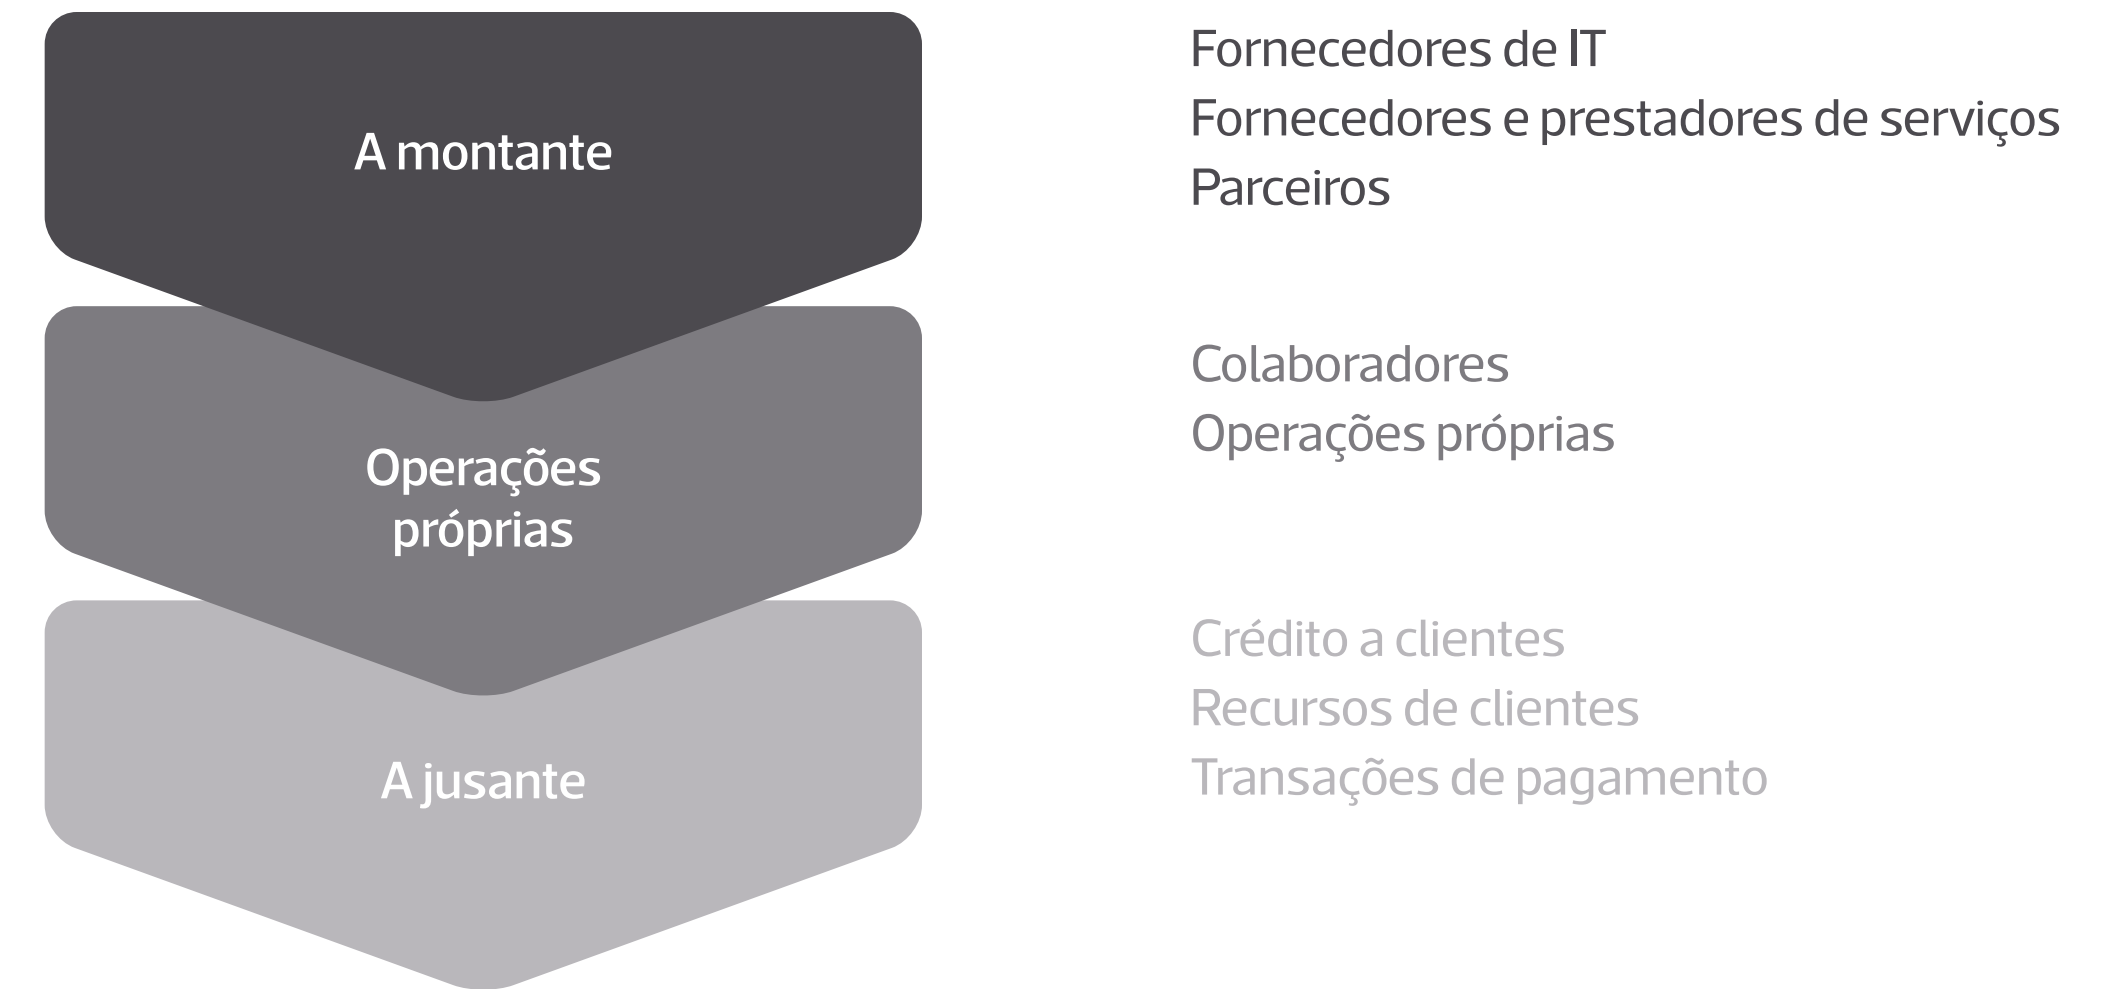 A montante
Fornecedores de IT
Fornecedores e prestadores de serviços
Parceiros
Operações
próprias
Colaboradores
Operações próprias
A jusante
Crédito a clientes
Recursos de clientes
Transações de pagamento